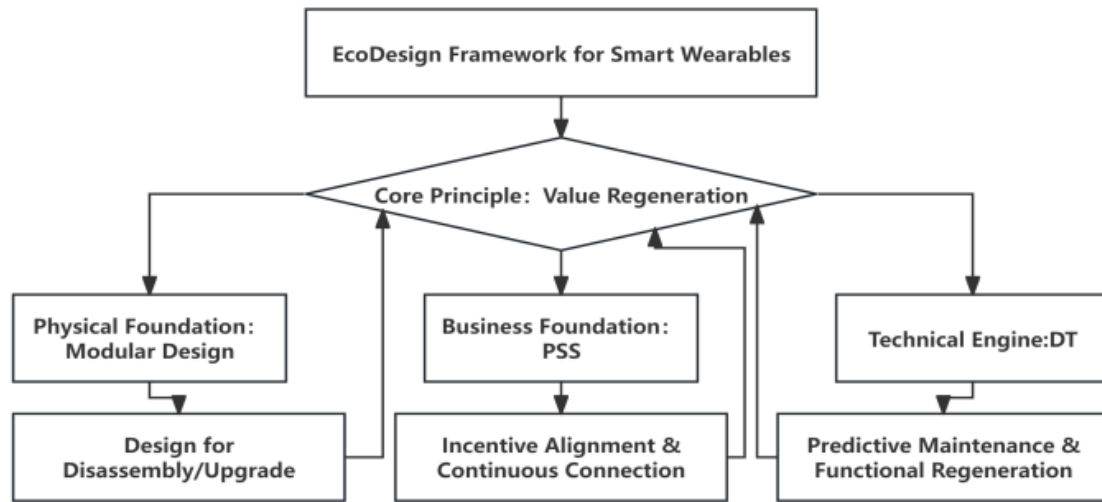 EcoDesign Framework for Smart Wearables
Core Principle： Value Regeneration
Physical Foundation：
Modular Design
Business Foundation：
PSS
Technical Engine:DT
Design for
Disassembly/Upgrade
Incentive Alignment &
Continuous Connection
Predictive Maintenance &
Functional Regeneration